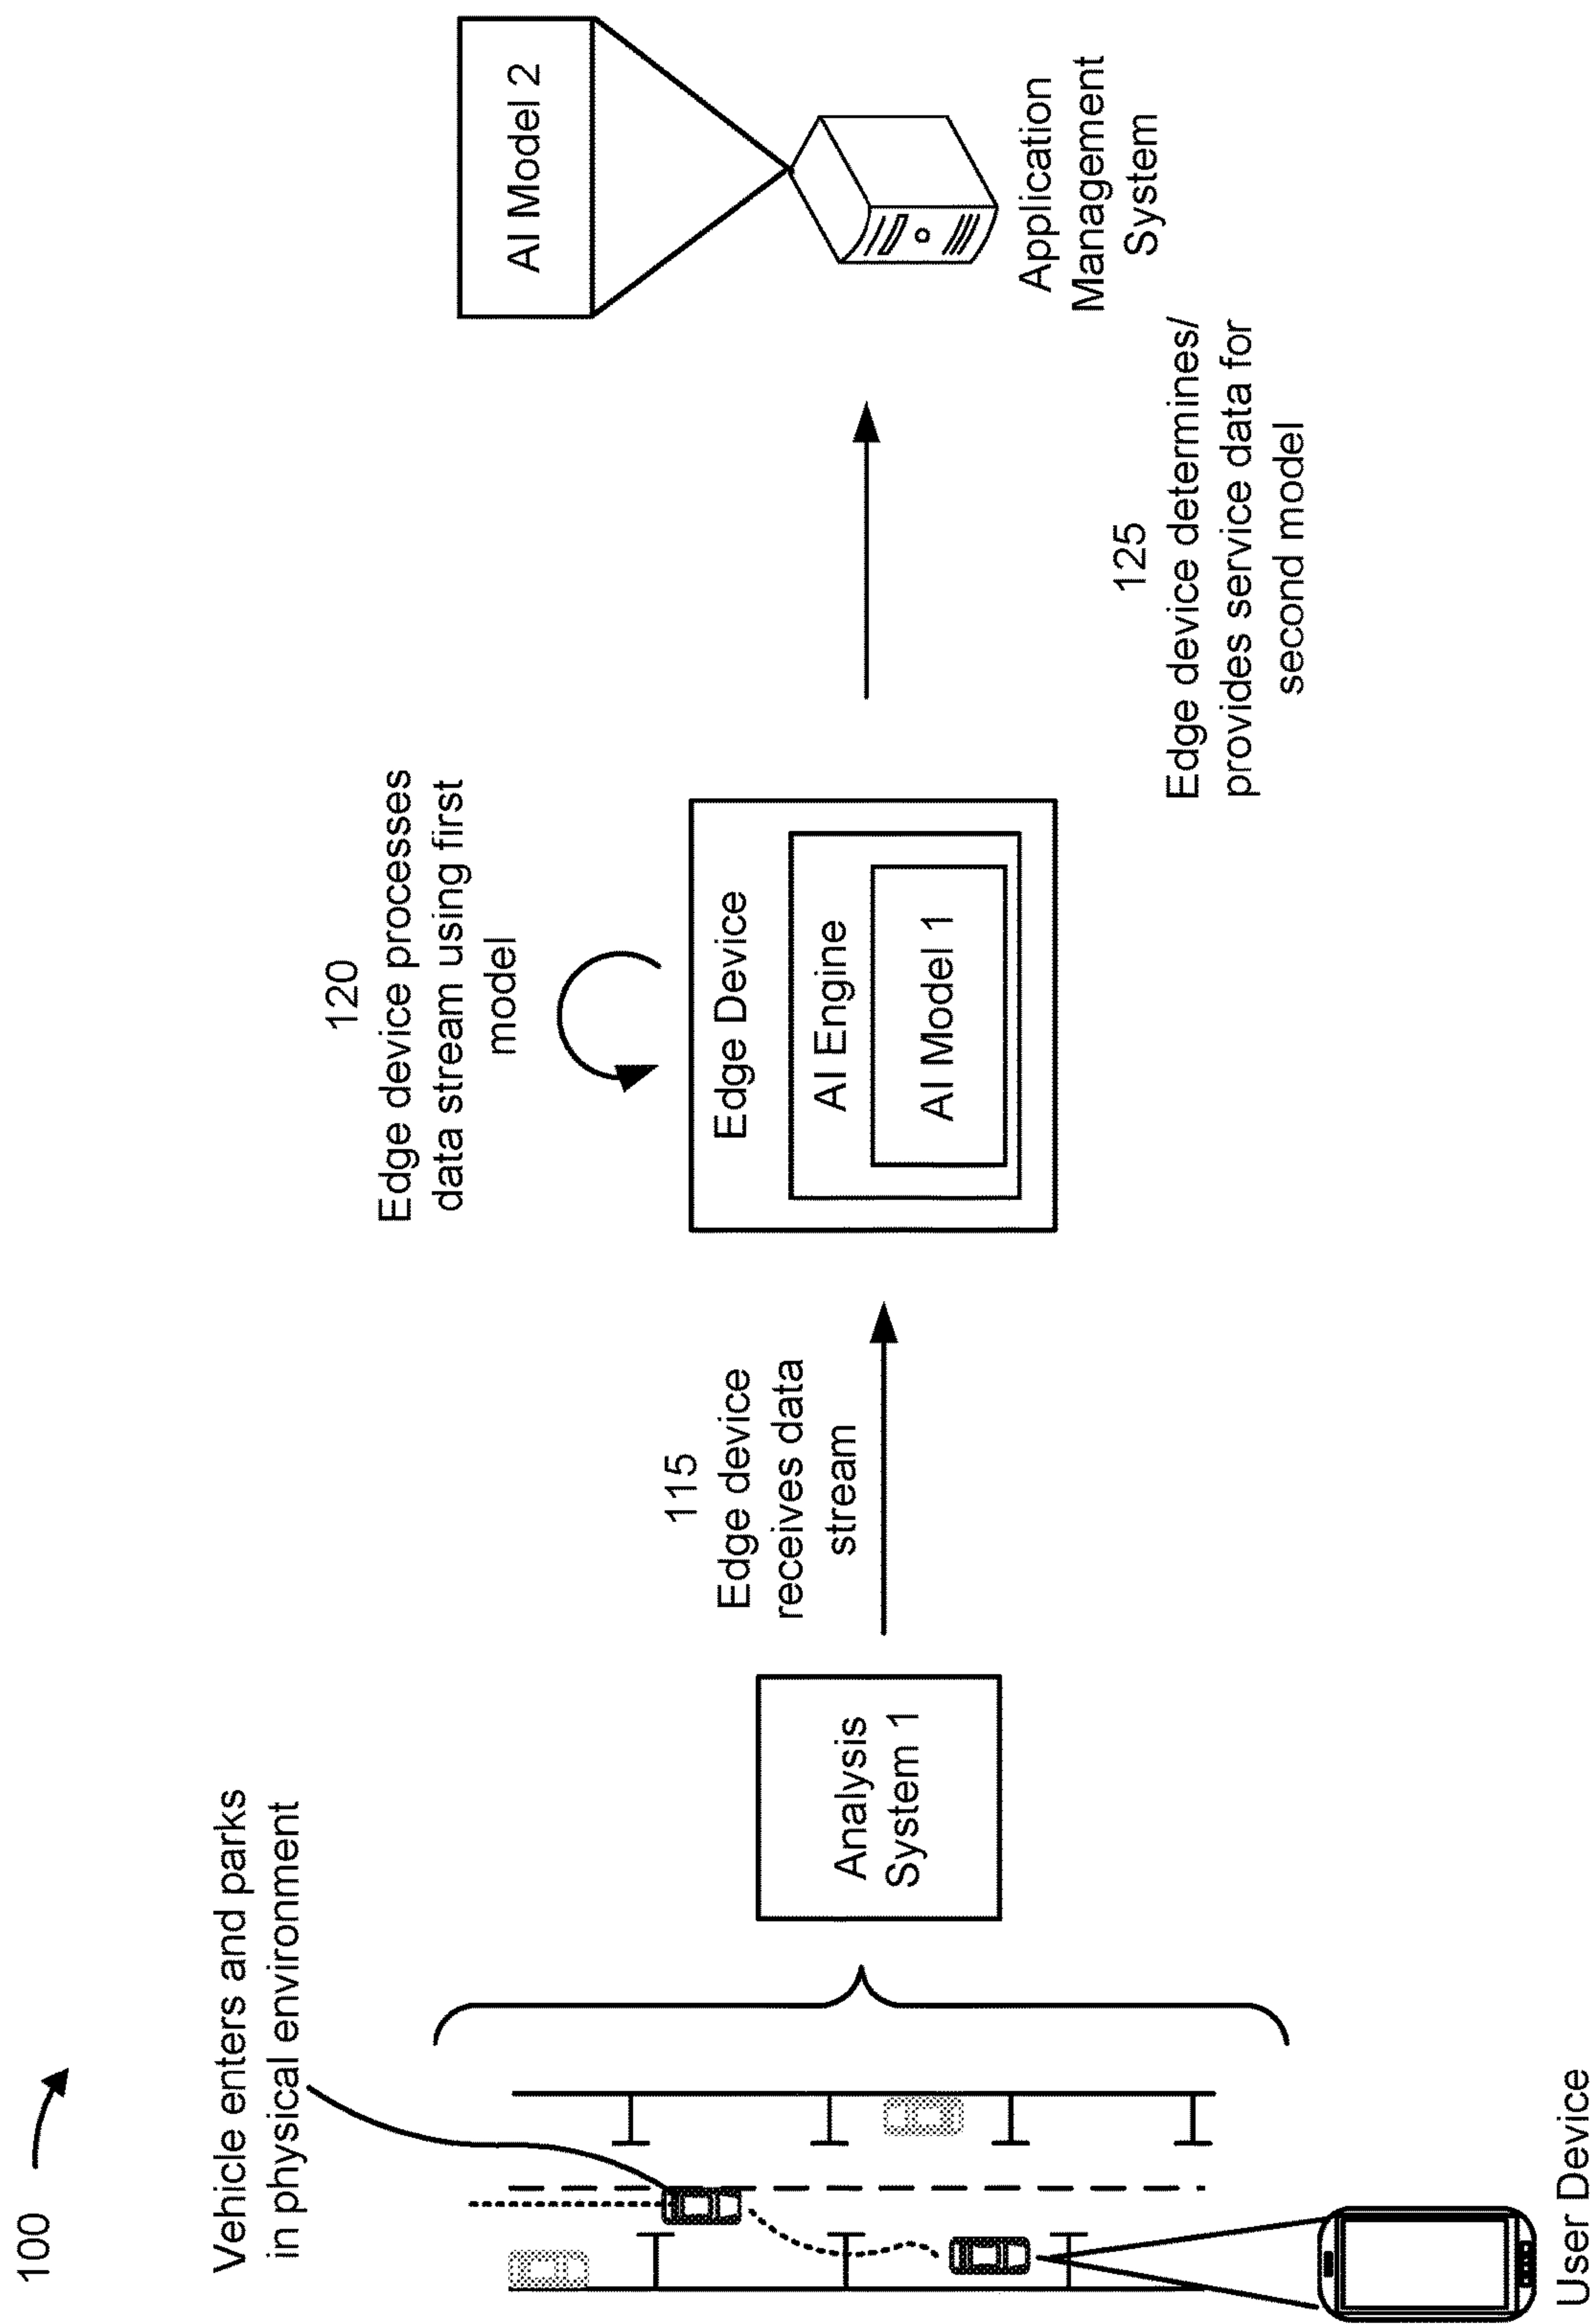 100
Vehicle enters and parks
in physical environment
User Device
Analysis
System 1
115
Edge device
receives data
stream
120
Edge device processes
data stream using first
model
Edge Device
AI Engine
AI Model 1
125
Edge device determines/
provides service data for
second model
AI Model 2
Application
Management
System